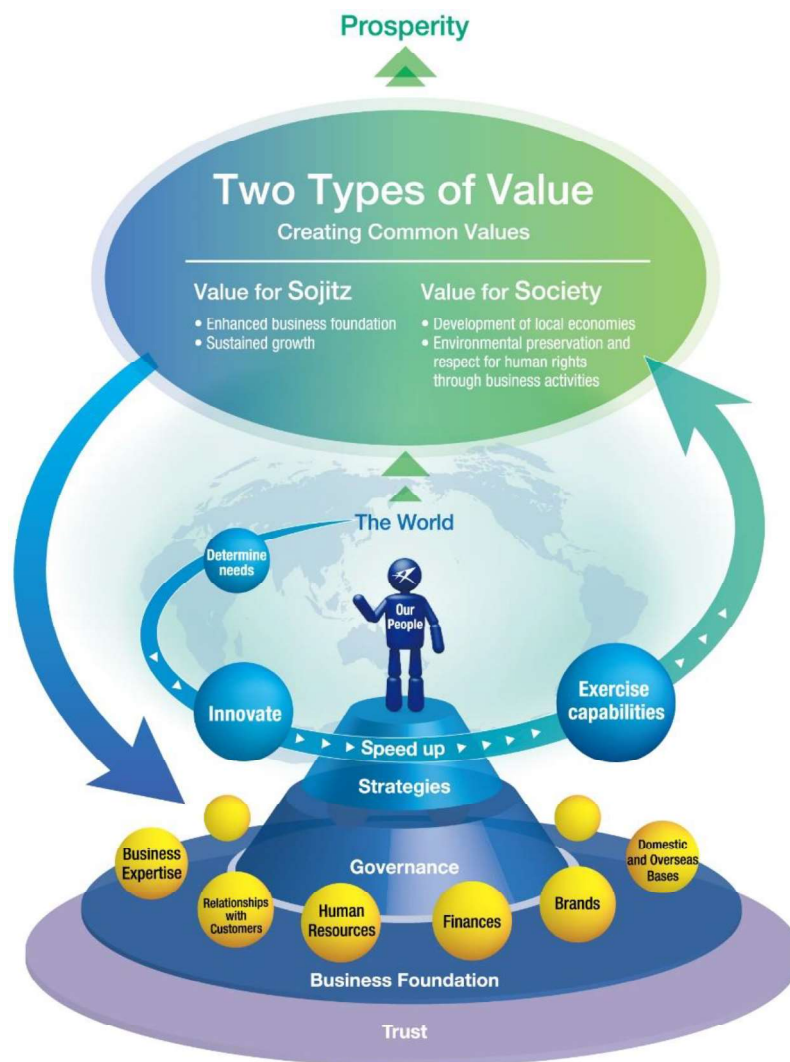 Prosperity
Two Types of Value
Creating Common Values
Value for Sojitz
• Enhanced business foundation
• Sustained growth
Value for Society
• Development of local economies
• Environmental preservation and
respect for human rights
through business activities
The World
Determine
needs
Our
People
Innovate
Speed up
Exercise
capabilities
Strategies
Governance
Business
Expertise
Relationships
with
Customers
Human
Resources
Finances
Brands
Domestic
and Overseas
Bases
Business Foundation
Trust